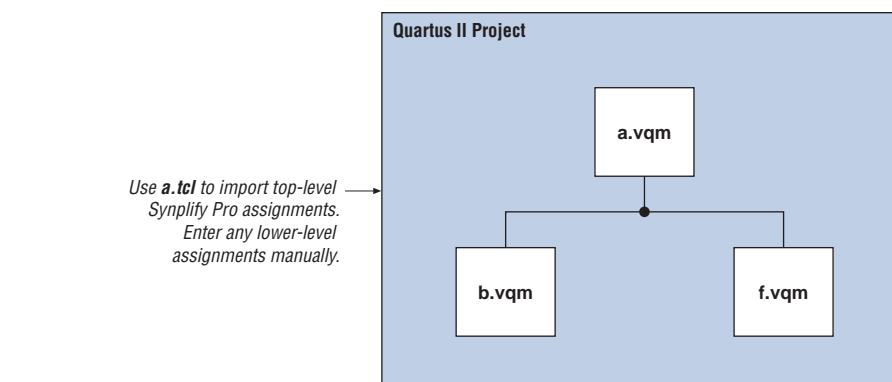 Quartus II Project
a.vqm
Use a.tcl to import top-level
Synplify Pro assignments.
Enter any lower-level
assignments manually.
b.vqm
f.vqm